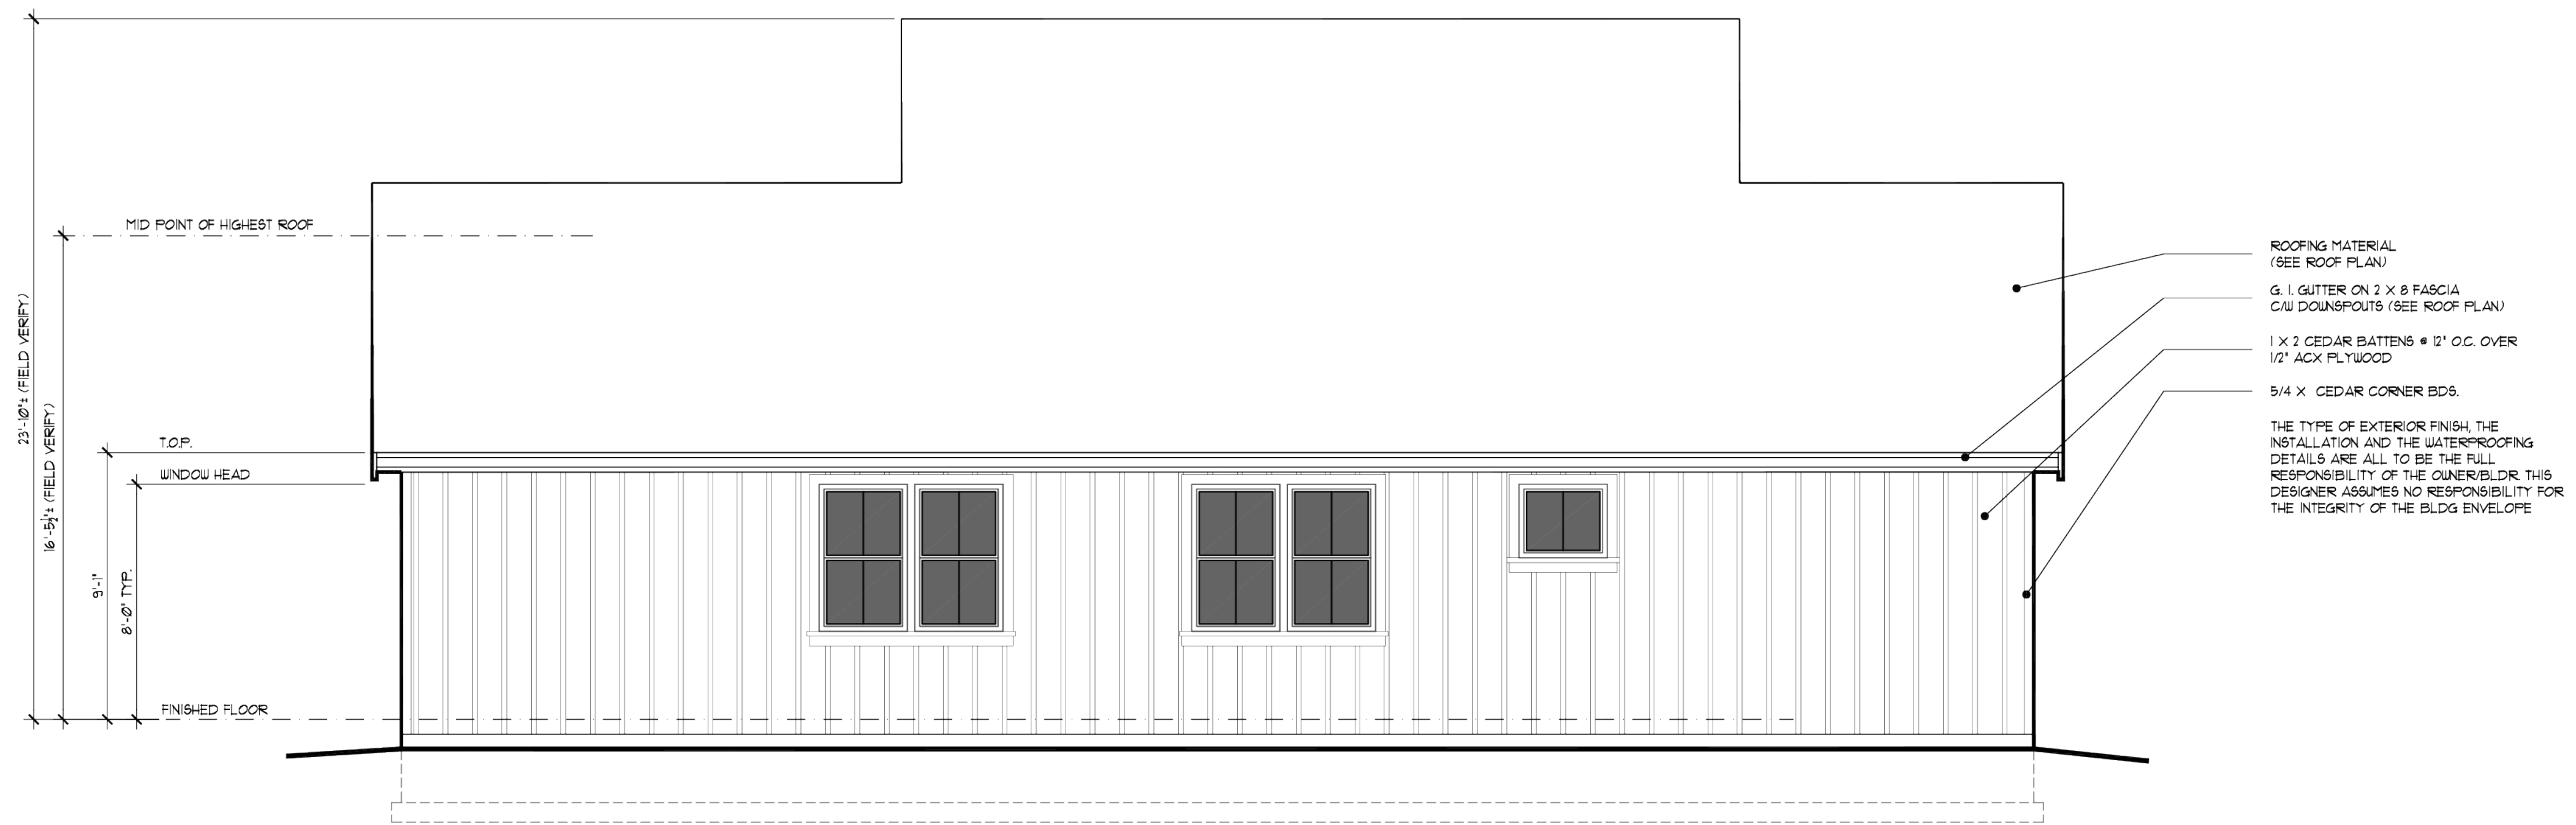 MID POINT OF HIGHEST ROOF
T.O.P.
WINDOW HEAD
FINISHED FLOOR
23'-10"± (FIELD VERIFY)
16'-5½"± (FIELD VERIFY)
9'-1"
8'-0" TYP.
ROOFING MATERIAL
(SEE ROOF PLAN)
G. I. GUTTER ON 2 X 8 FASCIA
C/W DOWNSPOUTS (SEE ROOF PLAN)
1 X 2 CEDAR BATTENS @ 12" O.C. OVER
1/2" ACX PLYWOOD
5/4 X CEDAR CORNER BDS.
THE TYPE OF EXTERIOR FINISH, THE
INSTALLATION AND THE WATERPROOFING
DETAILS ARE ALL TO BE THE FULL
RESPONSIBILITY OF THE OWNER/BLDR. THIS
DESIGNER ASSUMES NO RESPONSIBILITY FOR
THE INTEGRITY OF THE BLDG ENVELOPE